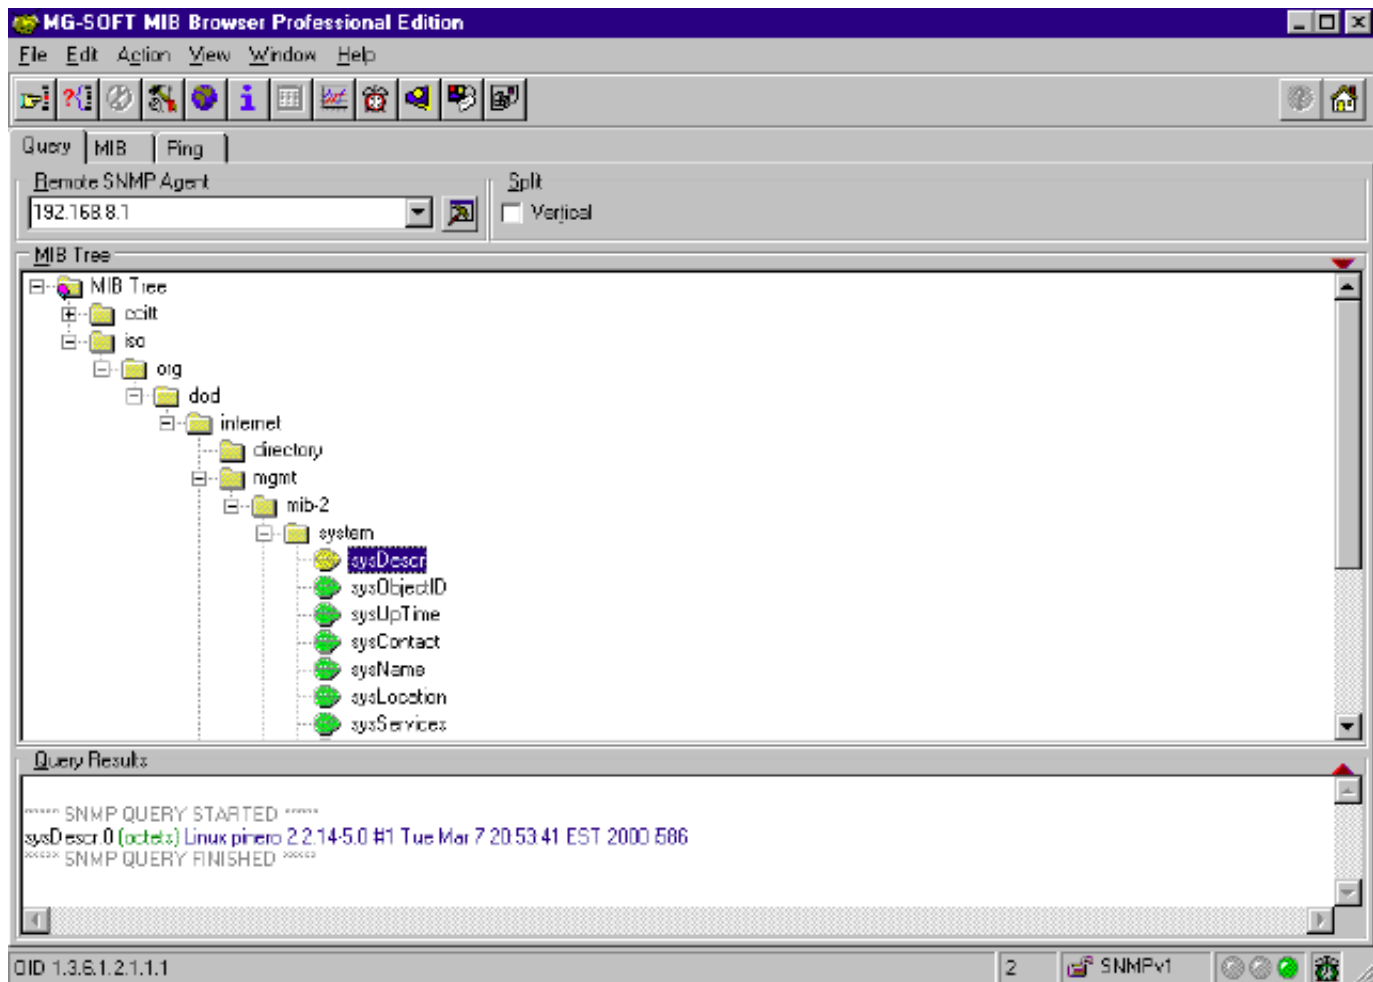 MG-SOFT MIB Browser Professional Edition
File Edit Action View Window Help
Query MIB Ping
Remote SNMP Agent
Split
192.168.8.1
Vertical
MIB Tree
MIB Tree
ccitt
iso
org
dod
internet
directory
mgmt
mib-2
system
sysDescr
sysObjectID
sysUpTime
sysContact
sysName
sysLocation
sysServices
Query Results
***** SNMP QUERY STARTED *****
sysDescr.0 (octets) Linux pinero 2.2.14-5.0 #1 Tue Mar 7 20:53:41 EST 2000 i586
***** SNMP QUERY FINISHED *****
OID 1.3.6.1.2.1.1.1
2
SNMPv1